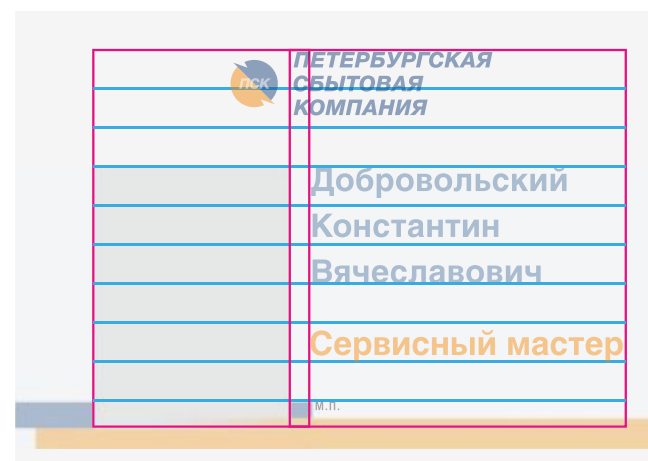 ПСК
ПЕТЕРБУРГСКАЯ
СБЫТОВАЯ
КОМПАНИЯ
Добровольский
Константин
Вячеславович
Сервисный мастер
М.П.